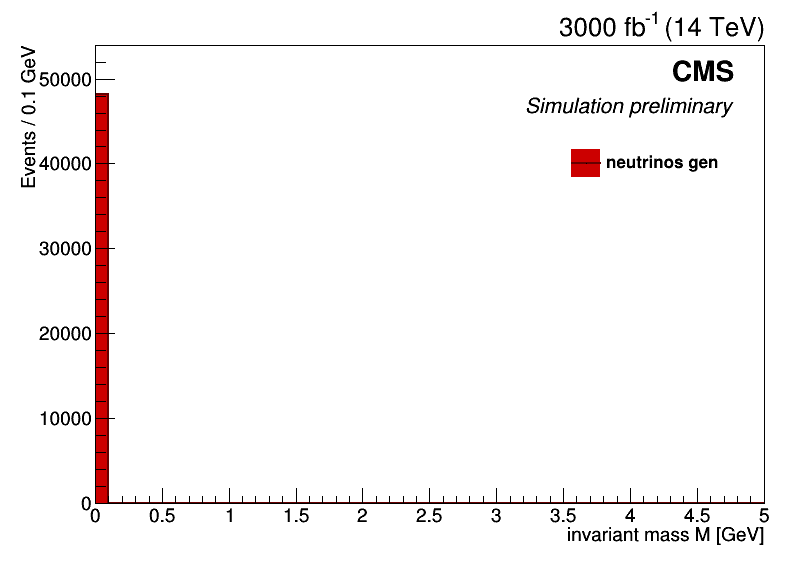 3000 fb-1 (14 TeV)
CMS
Simulation preliminary
neutrinos gen
Events / 0.1 GeV
50000
40000
30000
20000
10000
0
0 0.5 1 1.5 2 2.5 3 3.5 4 4.5 5
invariant mass M [GeV]